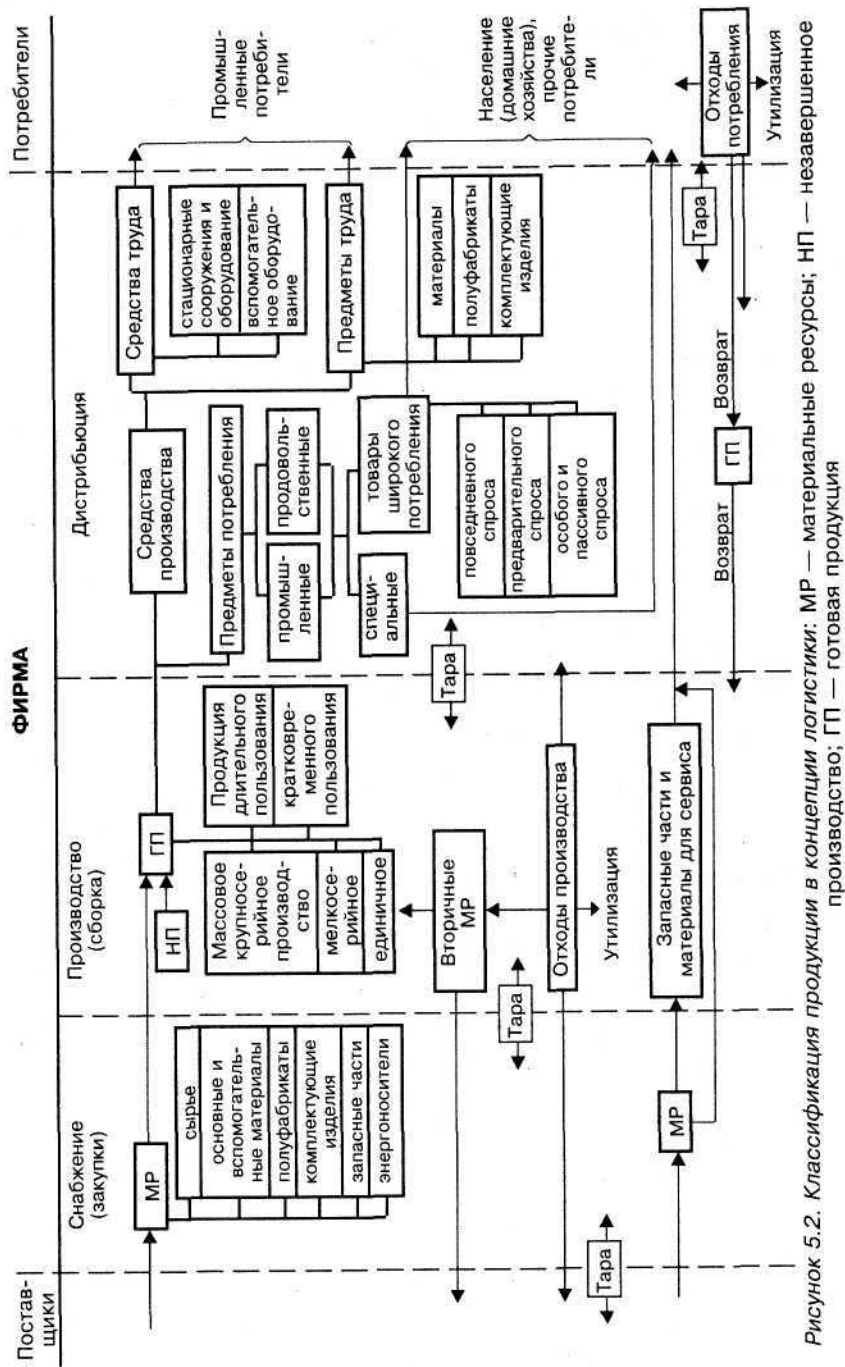 ФИРМА
Постав-
щики
Снабжение
(закупки)
Производство
(сборка)
Дистрибьюция
Потребители
МР
сырье
основные и
вспомогатель-
ные материалы
полуфабрикаты
комплектующие
изделия
запасные части
энергоносители
НП
ГП
Массовое
крупносе-
рийное
производ-
ство
мелкосе-
рийное
единичное
Продукция
длительного
пользования
кратковре-
менного
пользования
Вторичные
МР
Отходы производства
Утилизация
Тара
Тара
Тара
МР
Запасные части и
материалы для сервиса
Средства
производства
Предметы потребления
промыш-
ленные
продоволь-
ственные
специ-
альные
товары
широкого
потребления
повседневного
спроса
предварительного
спроса
особого и
пассивного
спроса
Средства труда
стационарные
сооружения и
оборудование
вспомогатель-
ное оборудо-
вание
Предметы труда
материалы
полуфабрикаты
комплектующие
изделия
Промыш-
ленные
потреби-
тели
Население
(домашние
хозяйства),
прочие
потребите-
ли
Тара
Отходы
потребления
Утилизация
Возврат
ГП
Возврат
Рисунок 5.2. Классификация продукции в концепции логистики: МР — материальные ресурсы; НП — незавершенное
производство; ГП — готовая продукция